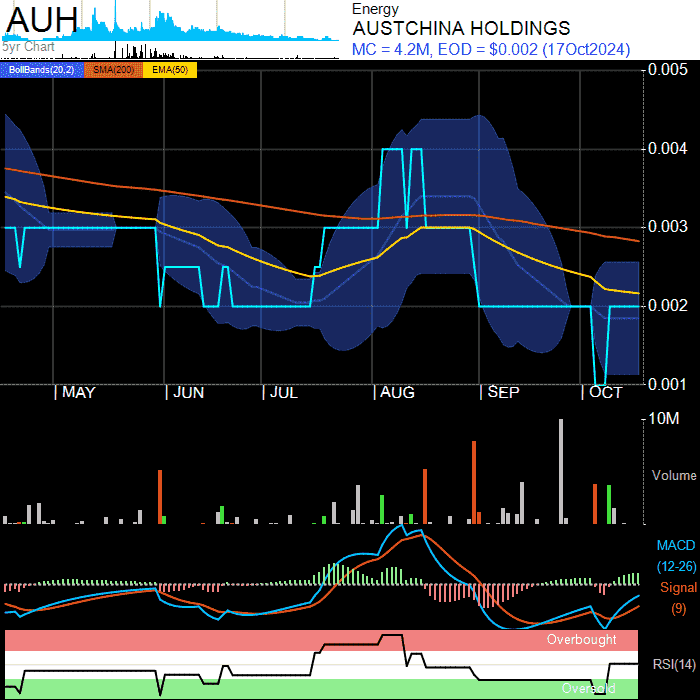 AUH
5yr Chart
Energy
AUSTCHINA HOLDINGS
MC = 4.2M, EOD = $0.002 (17Oct2024)
BollBands(20,2) SMA(200) EMA(50)
0.005
0.004
0.003
0.002
0.001
MAY JUN JUL AUG SEP OCT
10M
Volume
MACD
(12-26)
Signal
(9)
Overbought
RSI(14)
Oversold